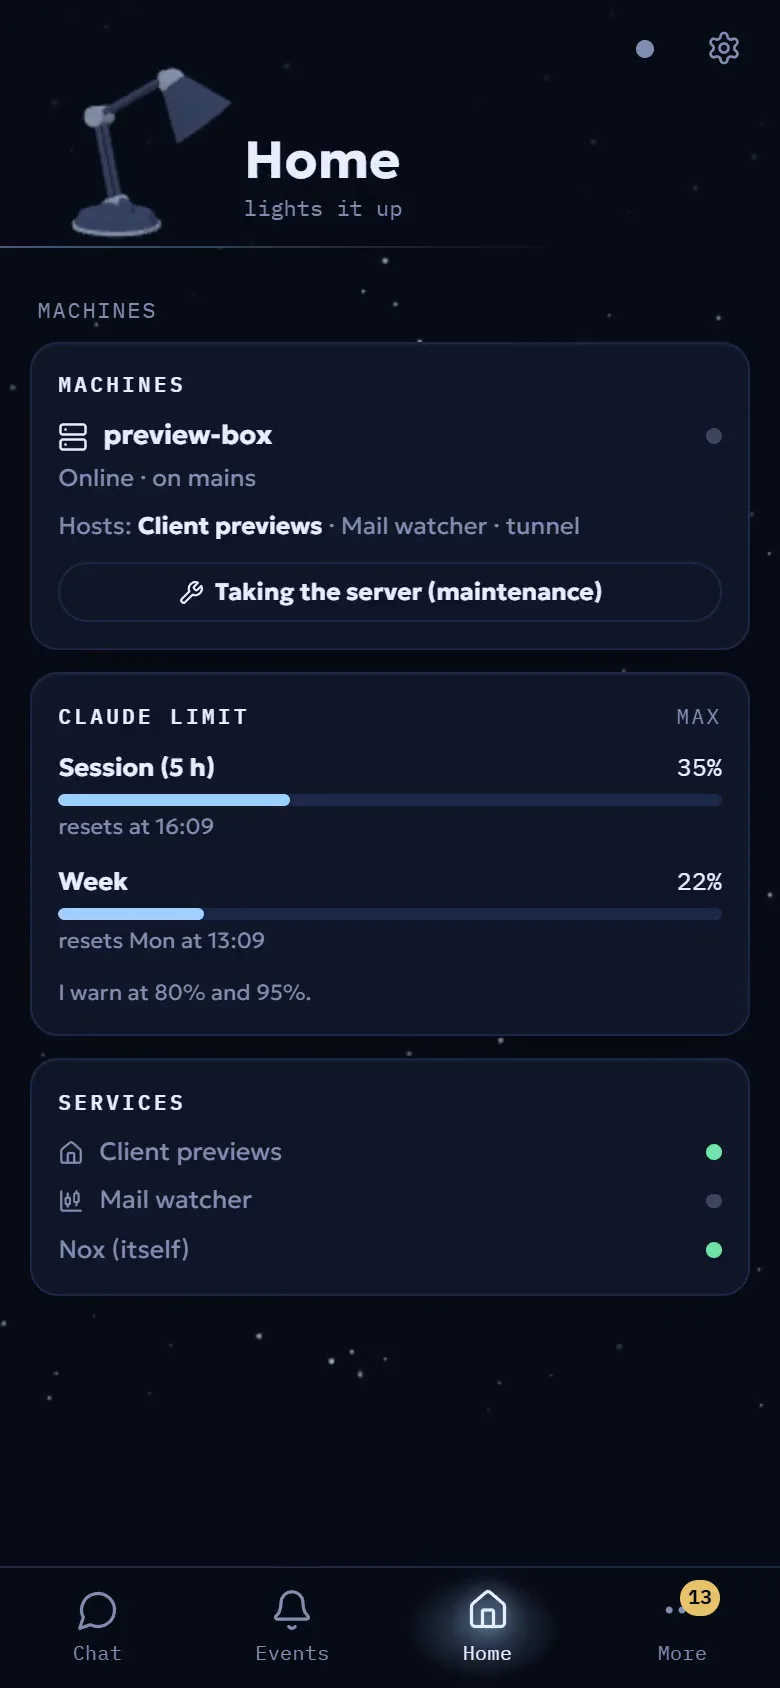 Home
lights it up
MACHINES
MACHINES
preview-box
Online · on mains
Hosts: Client previews · Mail watcher · tunnel
Taking the server (maintenance)
CLAUDE LIMIT MAX
Session (5 h) 35%
resets at 16:09
Week 22%
resets Mon at 13:09
I warn at 80% and 95%.
SERVICES
Client previews
Mail watcher
Nox (itself)
13
Chat Events Home More